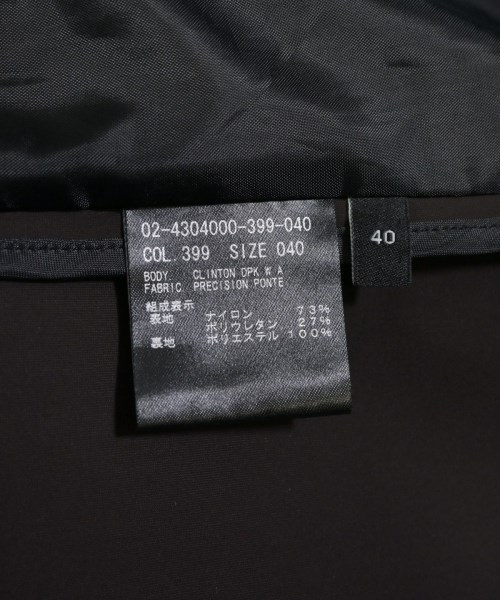 02-4304000-399-040
COL. 399 SIZE 040
BODY CLINTON DPK W A
FABRIC PRECISION PONTE
組成表示
表地 ナイロン 73%
ポリウレタン 27%
裏地 ポリエステル 100%
40